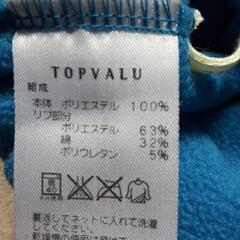 TOPVALU
組成
本体 ポリエステル 100%
リブ部分
ポリエステル 63%
綿 32%
ポリウレタン 5%
裏返してネットに入れて洗濯
してください。